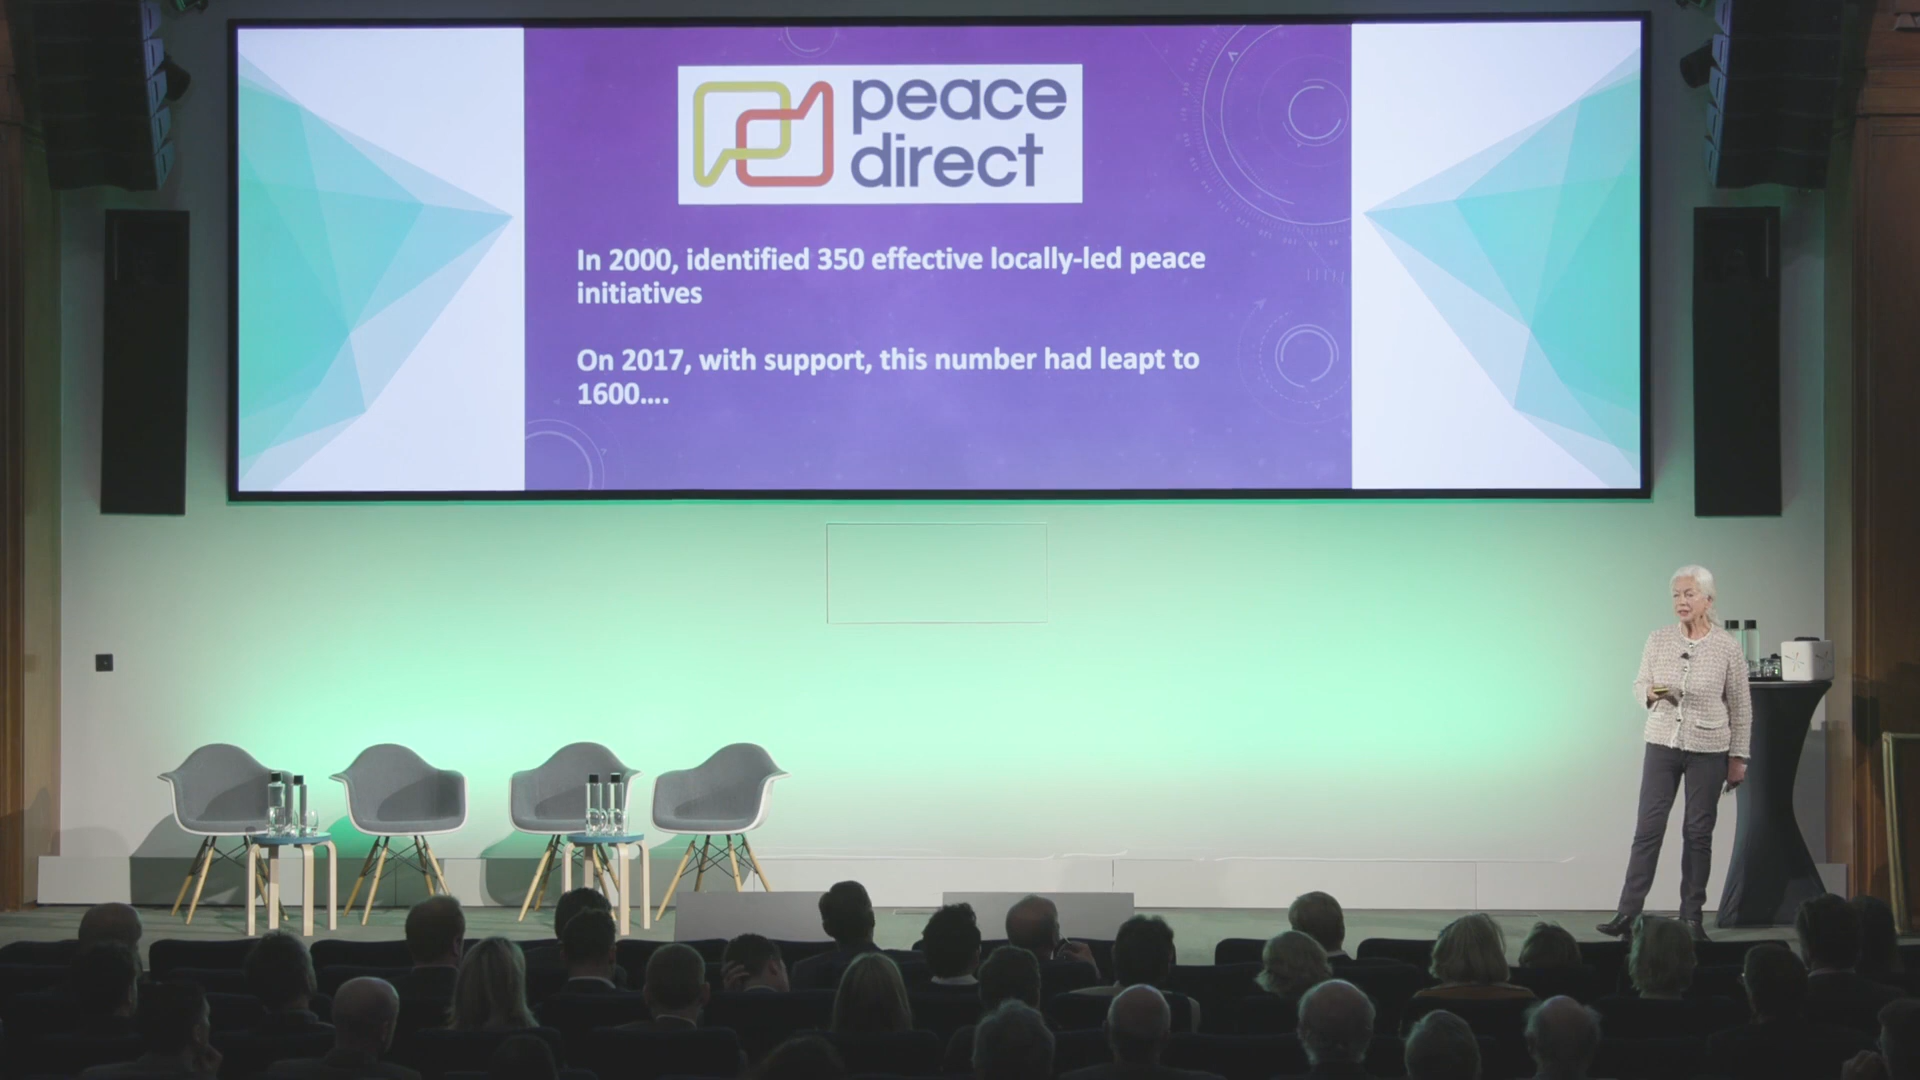 peace
direct
In 2000, identified 350 effective locally-led peace
initiatives
On 2017, with support, this number had leapt to
1600....